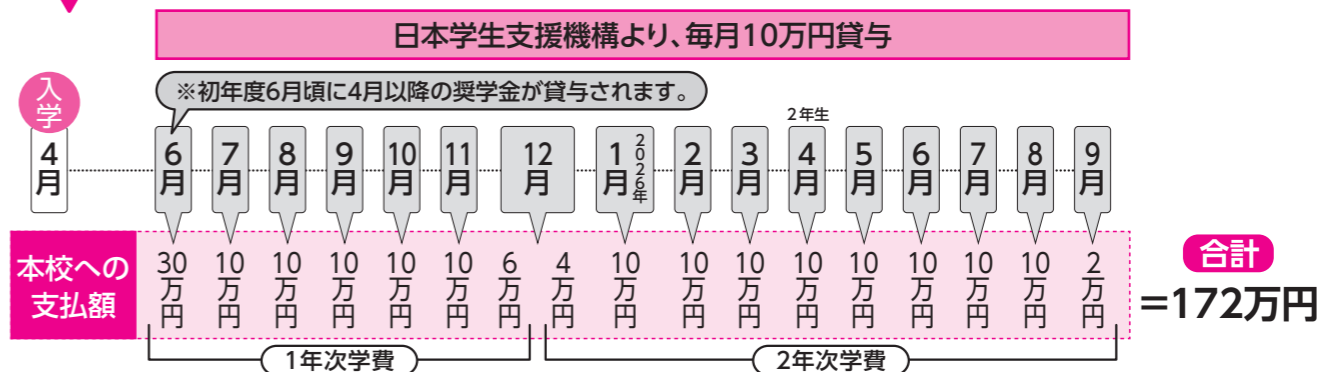 日本学生支援機構より、毎月10万円貸与
※初年度6月頃に4月以降の奨学金が貸与されます。
入学
2年生
4月 6月 7月 8月 9月 10月 11月 12月 1月 2026年 2月 3月 4月 5月 6月 7月 8月 9月
本校への
支払額
30万円 10万円 10万円 10万円 10万円 10万円 6万円 4万円 10万円 10万円 10万円 10万円 10万円 10万円 10万円 10万円 2万円
合計
=172万円
1年次学費 2年次学費